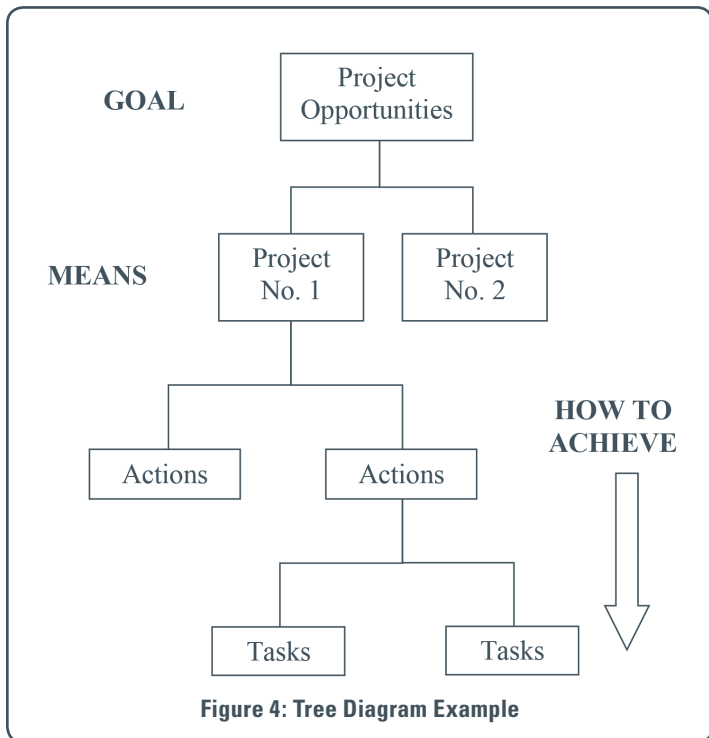 GOAL
Project
Opportunities
MEANS
Project
No. 1
Project
No. 2
HOW TO
ACHIEVE
Actions
Actions
Tasks
Tasks
Figure 4: Tree Diagram Example